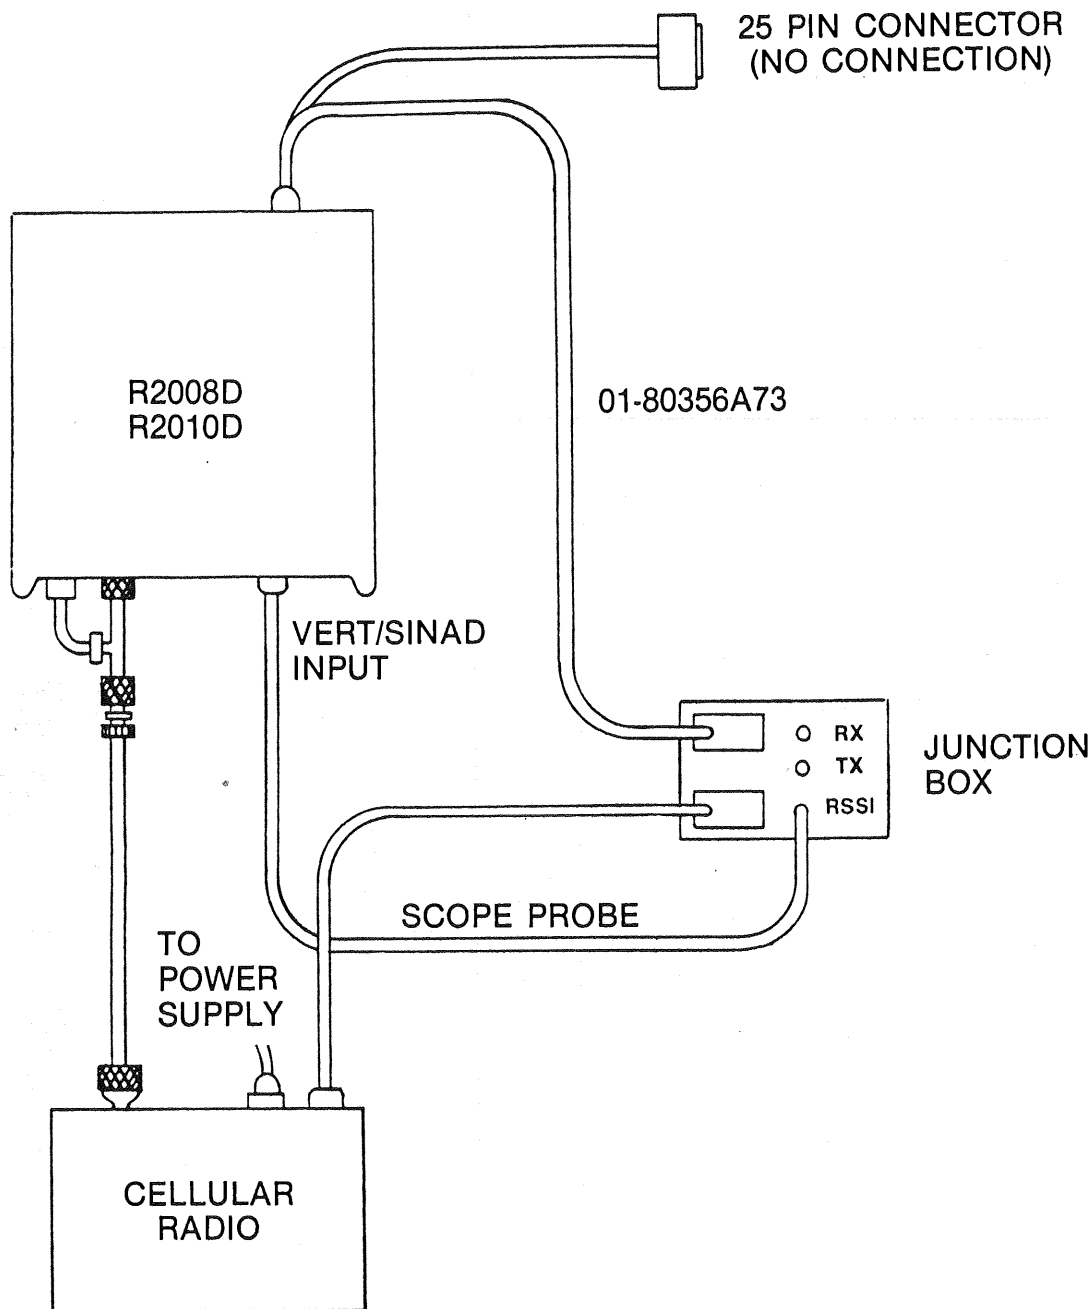 25 PIN CONNECTOR
(NO CONNECTION)
R2008D
R2010D
01-80356A73
VERT/SINAD
INPUT
RX
TX
RSSI
JUNCTION
BOX
SCOPE PROBE
TO
POWER
SUPPLY
CELLULAR
RADIO